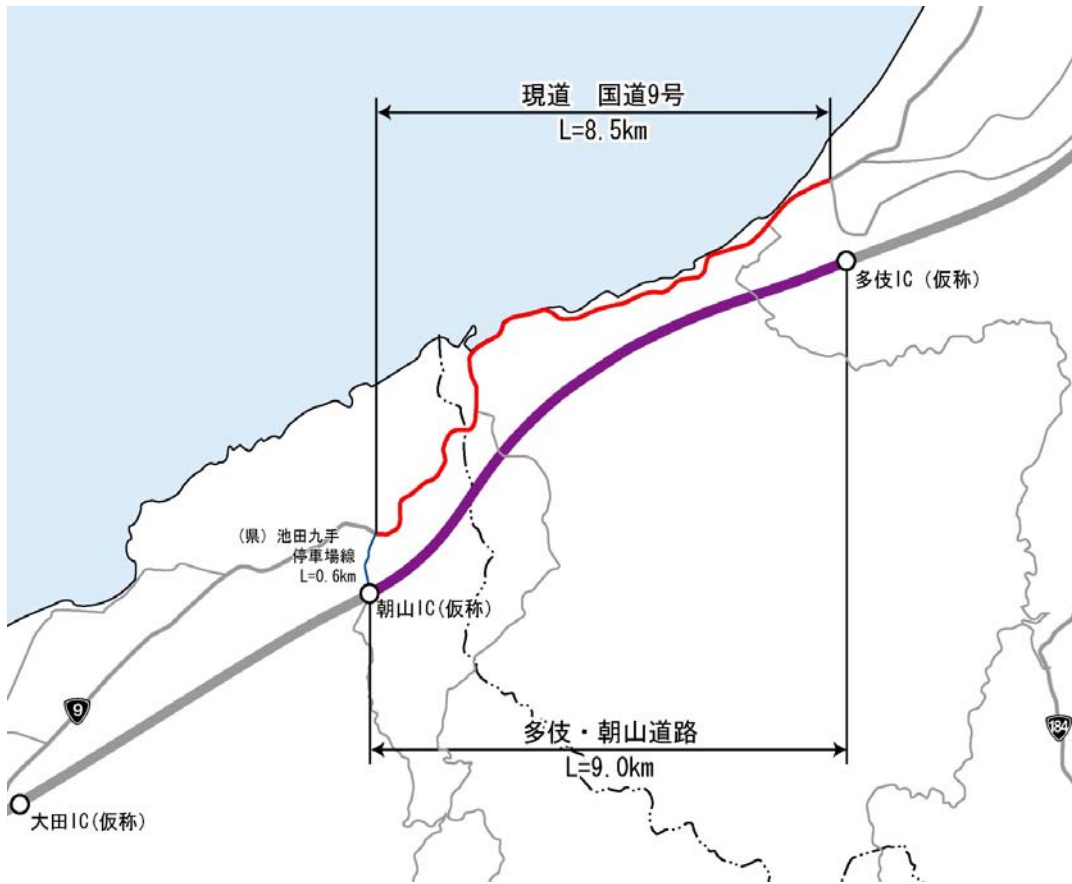 現道　国道9号
L=8.5km
多伎IC（仮称）
(県) 池田久手
停車場線
L=0.6km
朝山IC(仮称)
9
184
多伎・朝山道路
L=9.0km
大田IC(仮称)